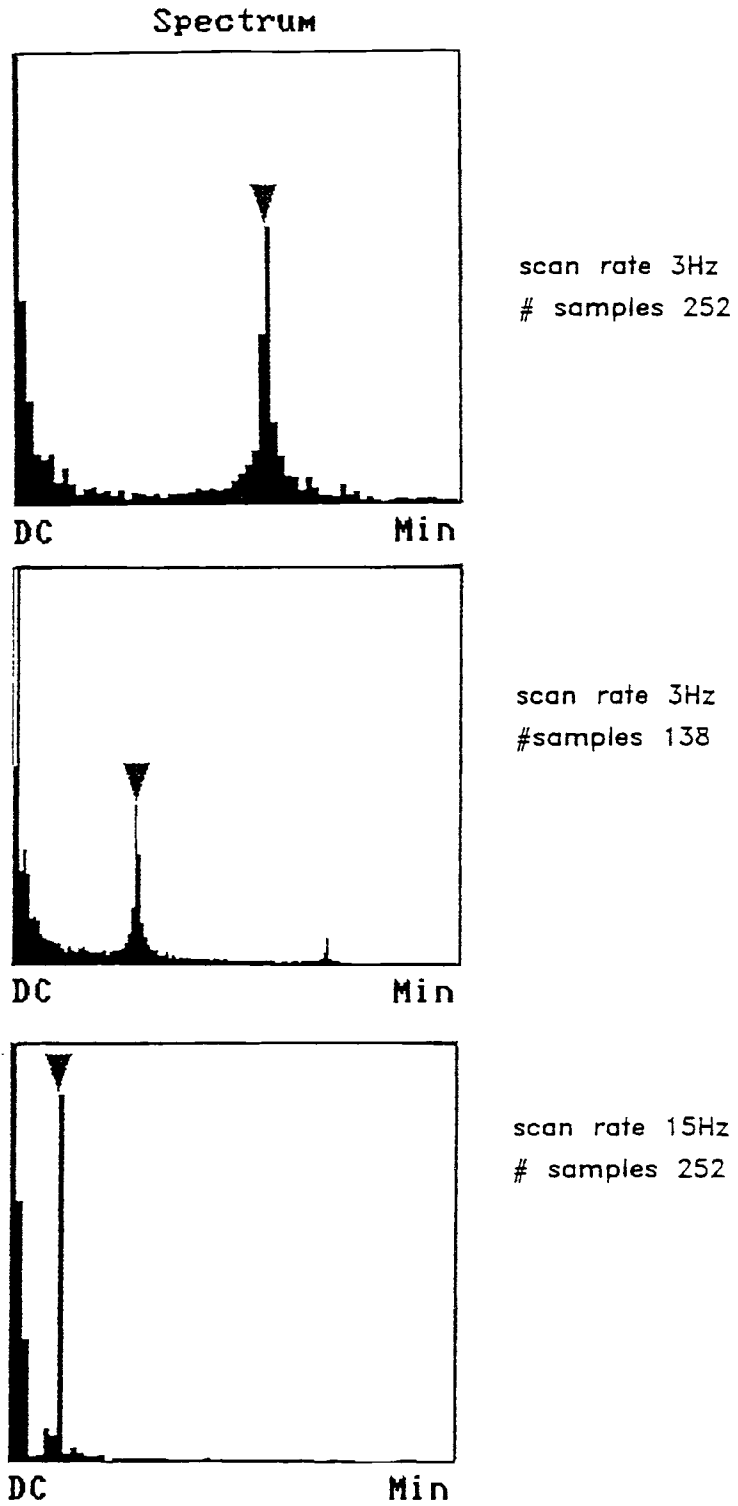 Spectrum
scan rate 3Hz
# samples 252
DC Min
scan rate 3Hz
#samples 138
DC Min
scan rate 15Hz
# samples 252
DC Min